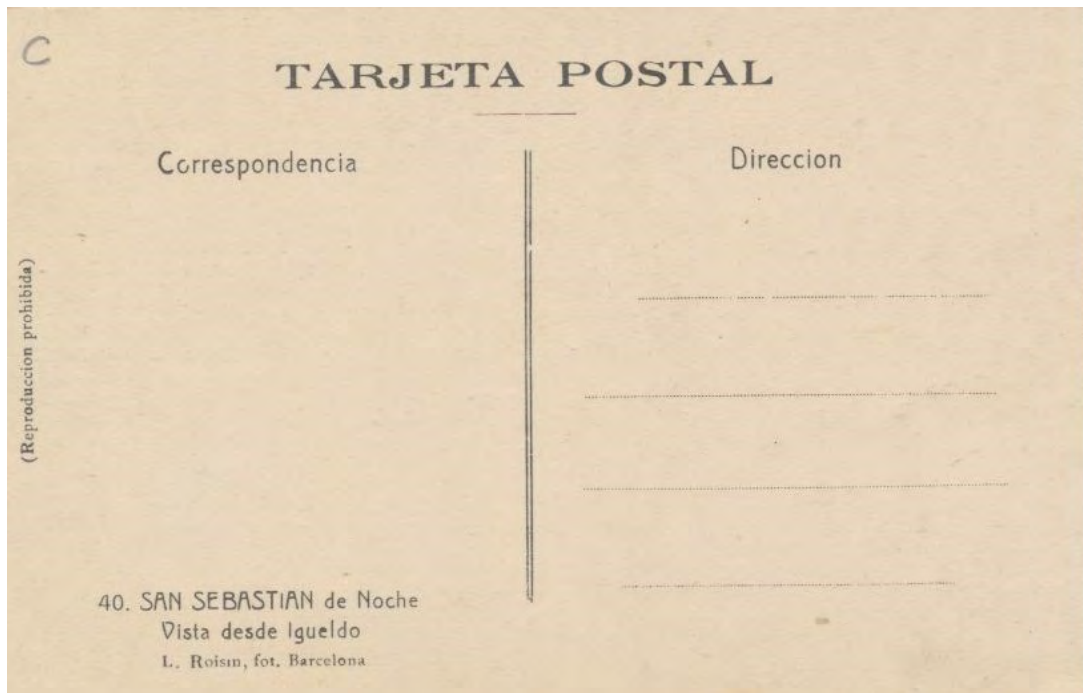 C
TARJETA POSTAL
Correspondencia
Direccion
(Reproduccion prohibida)
40. SAN SEBASTIAN de Noche
Vista desde Igueldo
L. Roisin, fot. Barcelona